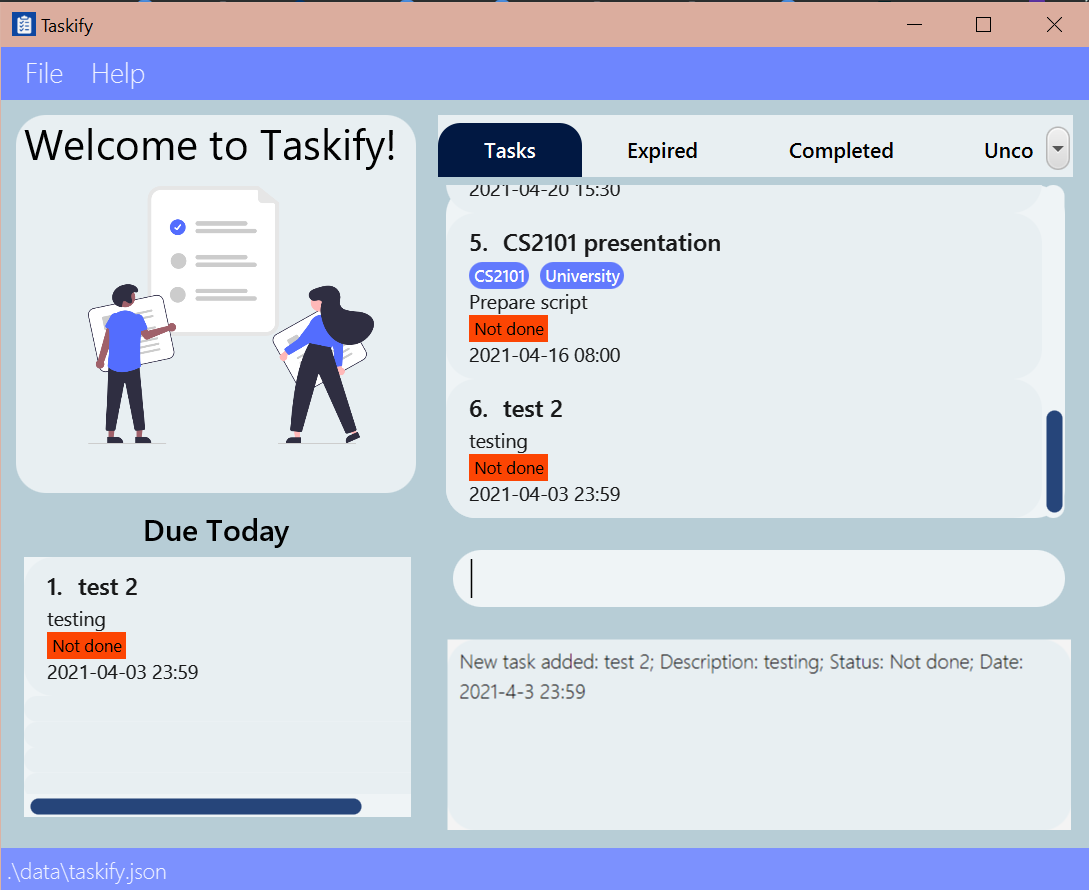 Taskify
File Help
Welcome to Taskify!
Due Today
1. test 2
testing
Not done
2021-04-03 23:59
Tasks Expired Completed Unco
2021-04-20 15:30
5. CS2101 presentation
CS2101 University
Prepare script
Not done
2021-04-16 08:00
6. test 2
testing
Not done
2021-04-03 23:59
New task added: test 2; Description: testing; Status: Not done; Date:
2021-4-3 23:59
.\data\taskify.json